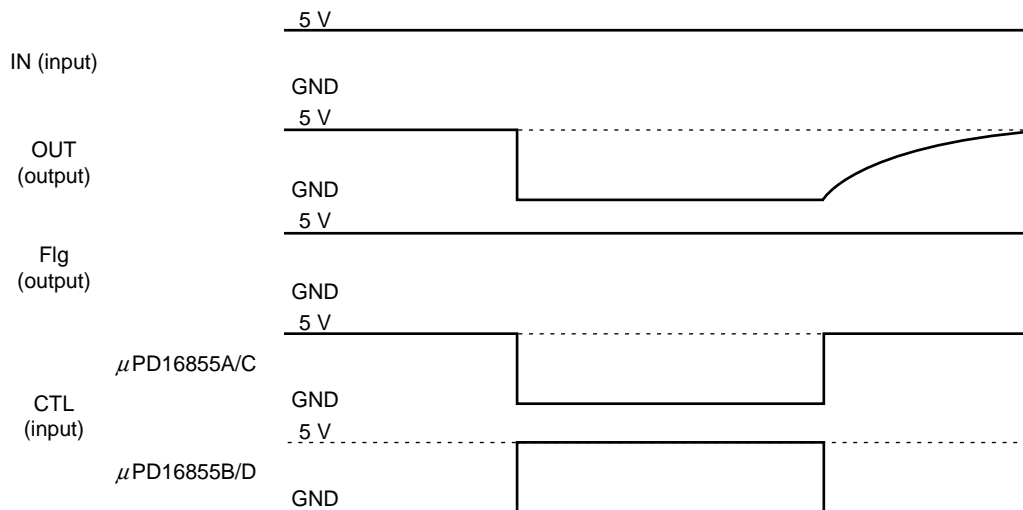 5 V
IN (input)
GND
5 V
OUT
(output)
GND
5 V
Flg
(output)
GND
5 V
μPD16855A/C
GND
CTL
(input)
5 V
μPD16855B/D
GND